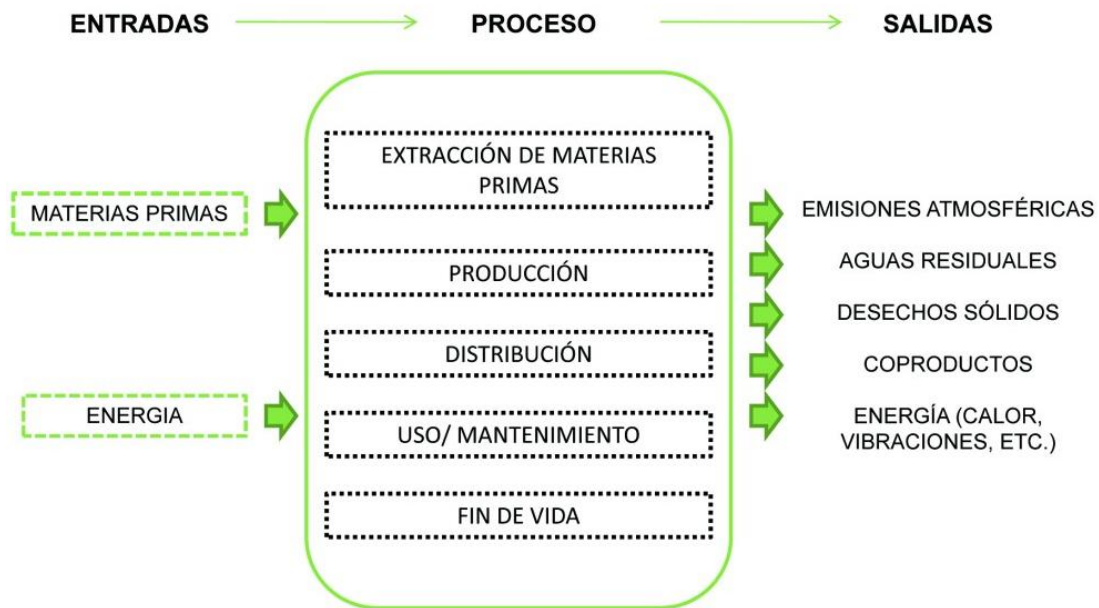 ENTRADAS
PROCESO
SALIDAS
MATERIAS PRIMAS
ENERGIA
EXTRACCIÓN DE MATERIAS
PRIMAS
PRODUCCIÓN
DISTRIBUCIÓN
USO/ MANTENIMIENTO
FIN DE VIDA
EMISIONES ATMOSFÉRICAS
AGUAS RESIDUALES
DESECHOS SÓLIDOS
COPRODUCTOS
ENERGÍA (CALOR,
VIBRACIONES, ETC.)